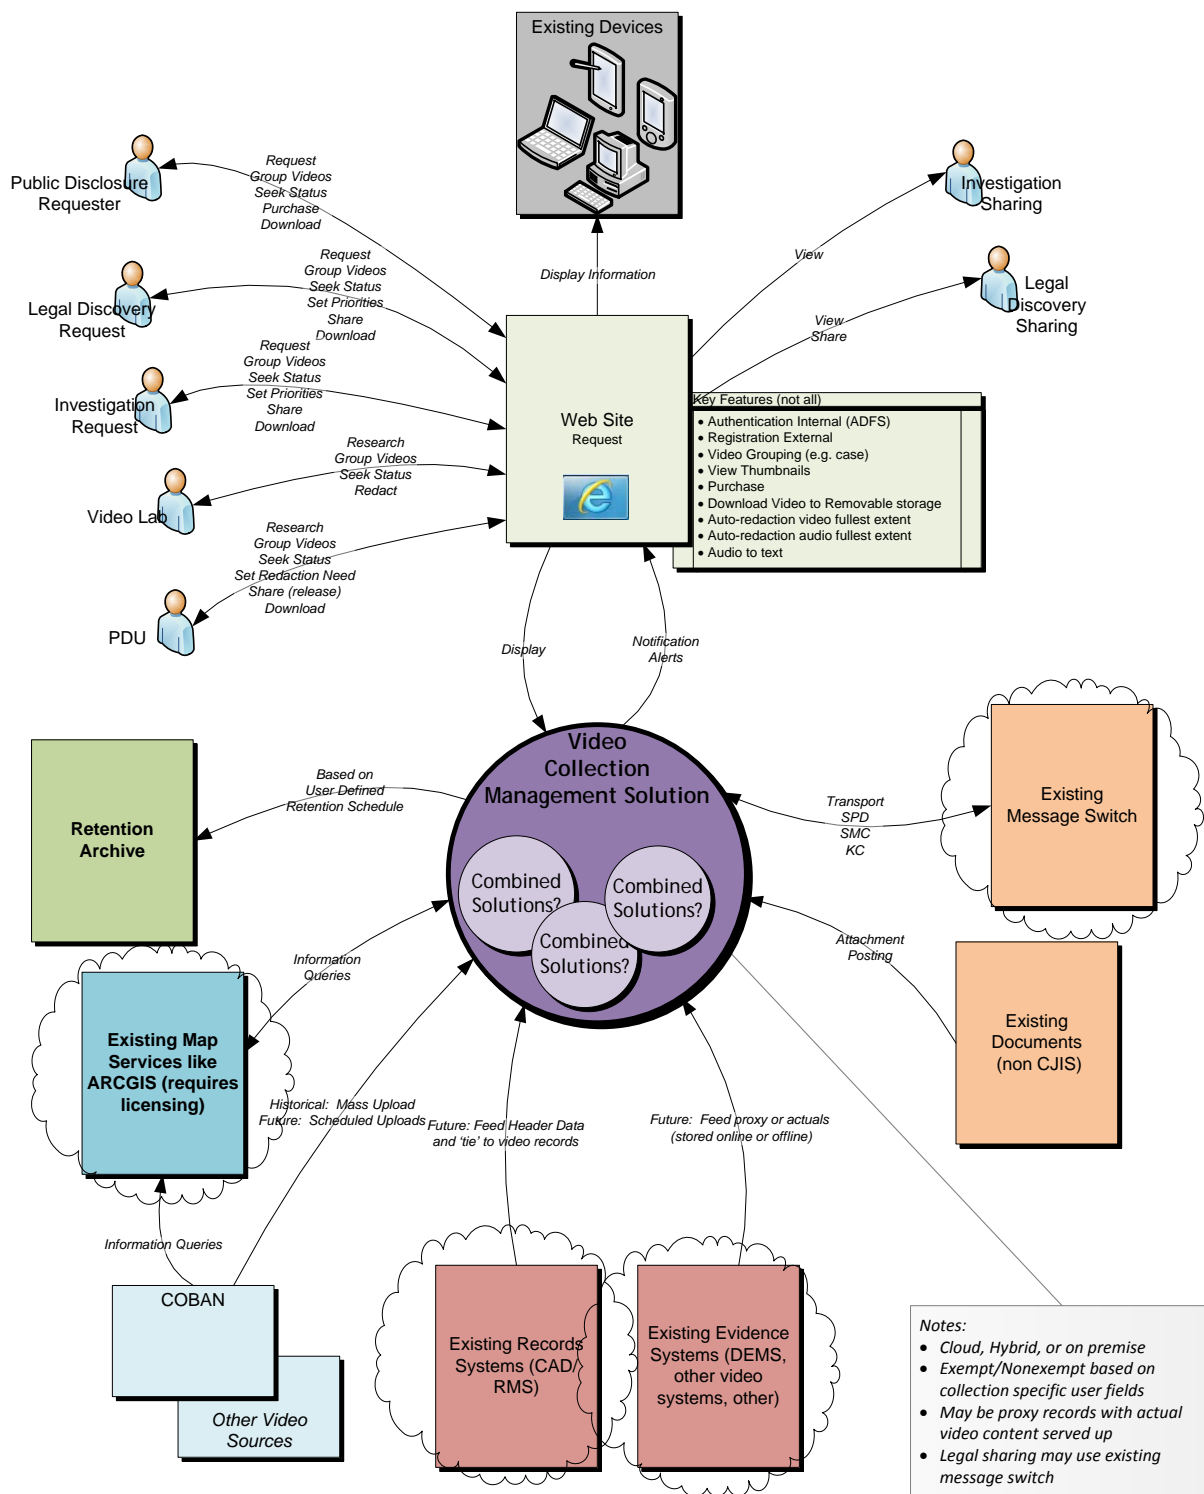 Existing Devices
Public Disclosure
Requester
Request
Group Videos
Seek Status
Purchase
Download
Investigation
Sharing
View
Display Information
Legal Discovery
Request
Request
Group Videos
Seek Status
Set Priorities
Share
Download
Legal
Discovery
Sharing
View
Share
Investigation
Request
Request
Group Videos
Seek Status
Set Priorities
Share
Download
Web Site
Request
Key Features (not all)
• Authentication Internal (ADFS)
• Registration External
• Video Grouping (e.g. case)
• View Thumbnails
• Purchase
• Download Video to Removable storage
• Auto-redaction video fullest extent
• Auto-redaction audio fullest extent
• Audio to text
Video Lab
Research
Group Videos
Seek Status
Redact
PDU
Research
Group Videos
Seek Status
Set Redaction Need
Share (release)
Download
Display
Notification
Alerts
Video
Collection
Management Solution
Combined
Solutions?
Combined
Solutions?
Combined
Solutions?
Based on
User Defined
Retention Schedule
Retention
Archive
Transport
SPD
SMC
KC
Existing
Message Switch
Attachment
Posting
Existing
Documents
(non CJIS)
Information
Queries
Existing Map
Services like
ARCGIS (requires
licensing)
Historical: Mass Upload
Future: Scheduled Uploads
Future: Feed Header Data
and 'tie' to video records
Future: Feed proxy or actuals
(stored online or offline)
Information Queries
COBAN
Other Video
Sources
Existing Records
Systems (CAD/
RMS)
Existing Evidence
Systems (DEMS,
other video
systems, other)
Notes:
• Cloud, Hybrid, or on premise
• Exempt/Nonexempt based on
collection specific user fields
• May be proxy records with actual
video content served up
• Legal sharing may use existing
message switch